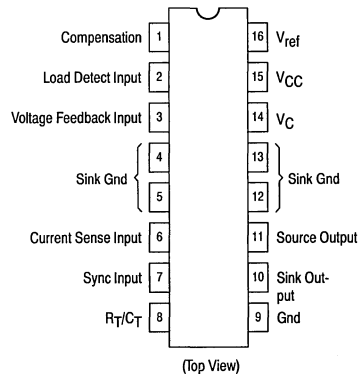 Compensation 1 16 Vref
Load Detect Input 2 15 VCC
Voltage Feedback Input 3 14 VC
4 13
Sink Gnd Sink Gnd
5 12
Current Sense Input 6 11 Source Output
Sync Input 7 10 Sink Out-
put
RT/CT 8 9 Gnd
(Top View)